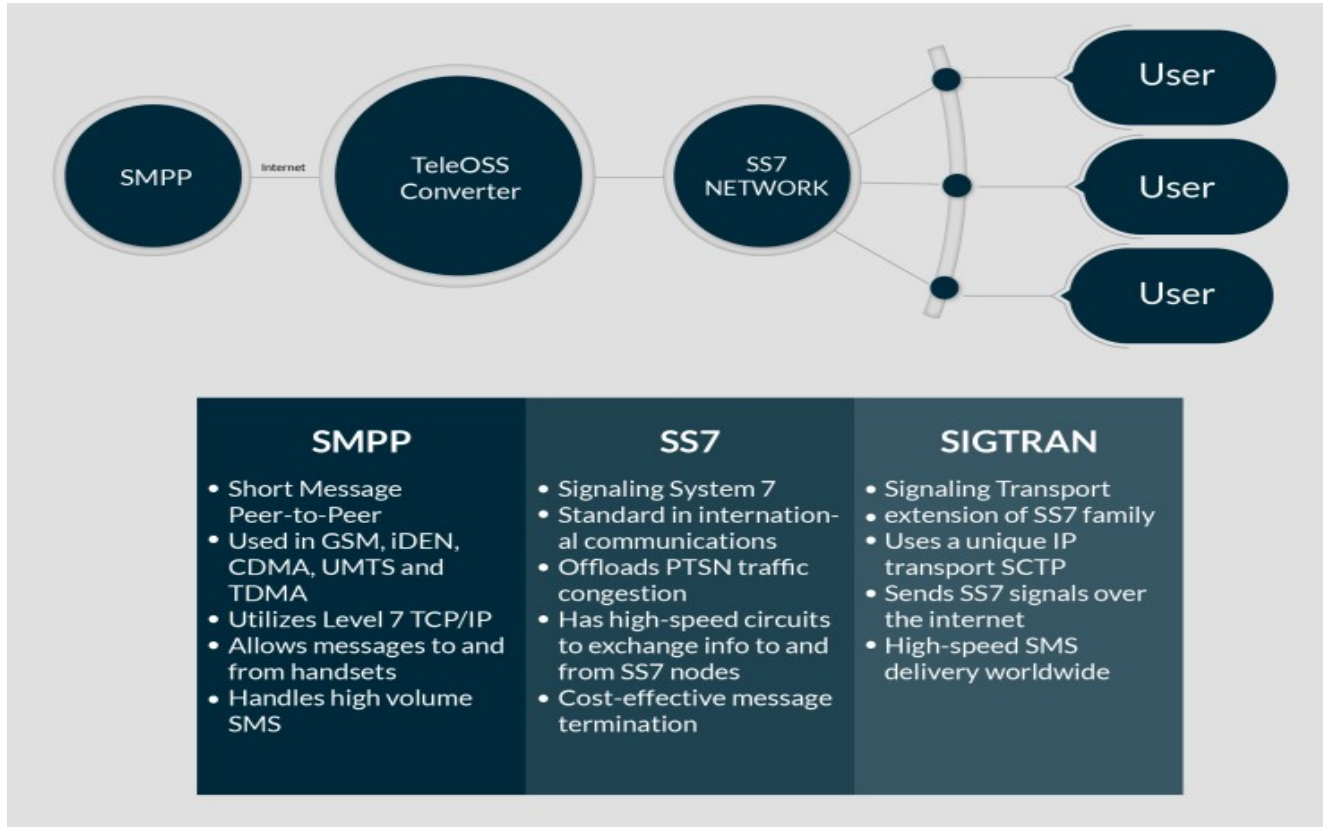 SMPP
Internet
TeleOSS
Converter
SS7
NETWORK
User
User
User
SMPP
• Short Message
Peer-to-Peer
• Used in GSM, iDEN,
CDMA, UMTS and
TDMA
• Utilizes Level 7 TCP/IP
• Allows messages to and
from handsets
• Handles high volume
SMS
SS7
• Signaling System 7
• Standard in internation-
al communications
• Offloads PTSN traffic
congestion
• Has high-speed circuits
to exchange info to and
from SS7 nodes
• Cost-effective message
termination
SIGTRAN
• Signaling Transport
• extension of SS7 family
• Uses a unique IP
transport SCTP
• Sends SS7 signals over
the internet
• High-speed SMS
delivery worldwide